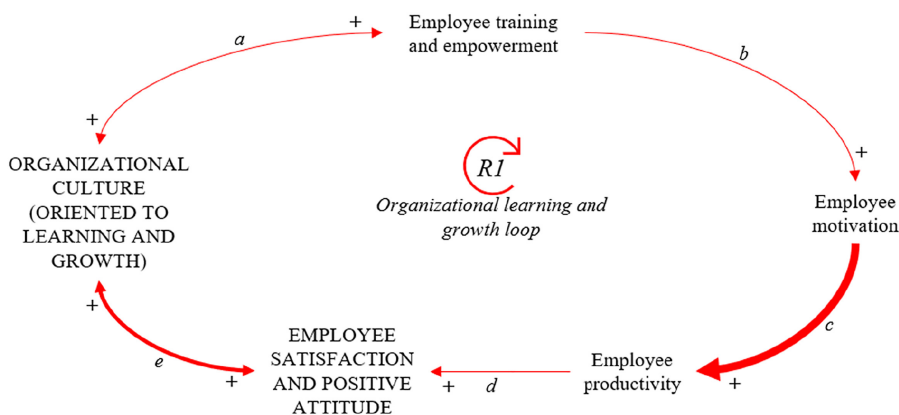 +
a
+
Employee training
and empowerment
b
+
Employee
motivation
c
+
Employee
productivity
d
+
EMPLOYEE
SATISFACTION
AND POSITIVE
ATTITUDE
+
e
+
ORGANIZATIONAL
CULTURE
(ORIENTED TO
LEARNING AND
GROWTH)
R1
Organizational learning and
growth loop